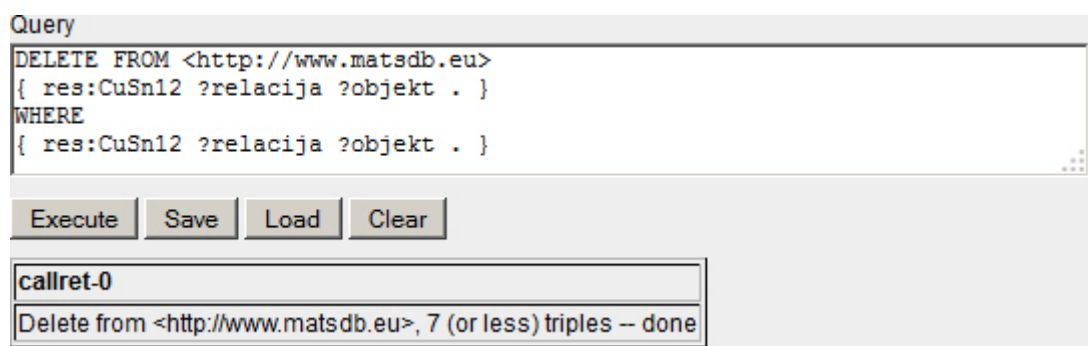 Query
DELETE FROM <http://www.matsdb.eu>
{ res:CuSn12 ?relacija ?objekt . }
WHERE
{ res:CuSn12 ?relacija ?objekt . }
Execute Save Load Clear
callret-0
Delete from <http://www.matsdb.eu>, 7 (or less) triples -- done